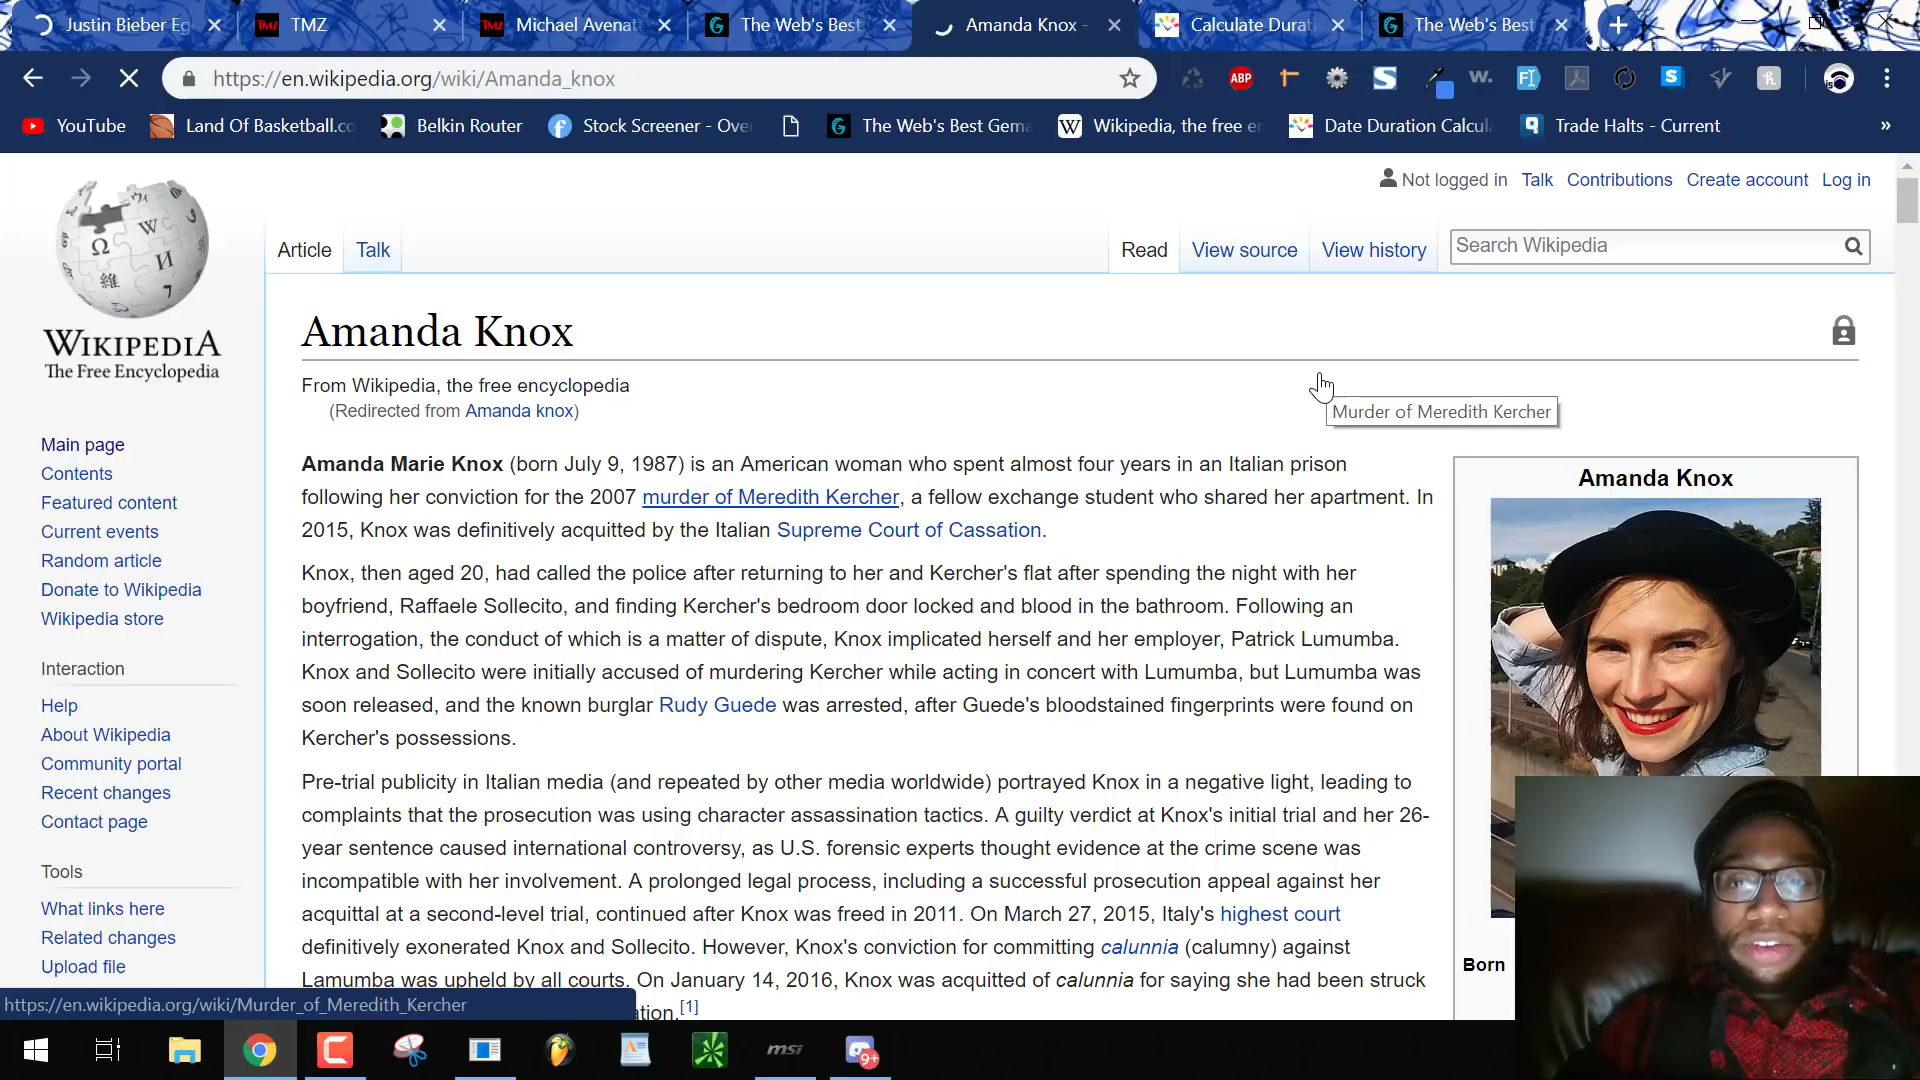 Justin Bieber Eg
TMZ
Michael Avenatt
The Web's Best
Amanda Knox -
Calculate Durati
The Web's Best
https://en.wikipedia.org/wiki/Amanda_knox
ABP
YouTube
Land Of Basketball.co
Belkin Router
Stock Screener - Ove
The Web's Best Gema
Wikipedia, the free en
Date Duration Calcula
Trade Halts - Current
Not logged in Talk Contributions Create account Log in
Article Talk
Read View source View history
Search Wikipedia
WIKIPEDIA
The Free Encyclopedia
Main page
Contents
Featured content
Current events
Random article
Donate to Wikipedia
Wikipedia store
Interaction
Help
About Wikipedia
Community portal
Recent changes
Contact page
Tools
What links here
Related changes
Upload file
Amanda Knox
From Wikipedia, the free encyclopedia
(Redirected from Amanda knox)
Murder of Meredith Kercher
Amanda Marie Knox (born July 9, 1987) is an American woman who spent almost four years in an Italian prison
following her conviction for the 2007 murder of Meredith Kercher, a fellow exchange student who shared her apartment. In
2015, Knox was definitively acquitted by the Italian Supreme Court of Cassation.
Knox, then aged 20, had called the police after returning to her and Kercher's flat after spending the night with her
boyfriend, Raffaele Sollecito, and finding Kercher's bedroom door locked and blood in the bathroom. Following an
interrogation, the conduct of which is a matter of dispute, Knox implicated herself and her employer, Patrick Lumumba.
Knox and Sollecito were initially accused of murdering Kercher while acting in concert with Lumumba, but Lumumba was
soon released, and the known burglar Rudy Guede was arrested, after Guede's bloodstained fingerprints were found on
Kercher's possessions.
Pre-trial publicity in Italian media (and repeated by other media worldwide) portrayed Knox in a negative light, leading to
complaints that the prosecution was using character assassination tactics. A guilty verdict at Knox's initial trial and her 26-
year sentence caused international controversy, as U.S. forensic experts thought evidence at the crime scene was
incompatible with her involvement. A prolonged legal process, including a successful prosecution appeal against her
acquittal at a second-level trial, continued after Knox was freed in 2011. On March 27, 2015, Italy's highest court
definitively exonerated Knox and Sollecito. However, Knox's conviction for committing calunnia (calumny) against
Lamumba was upheld by all courts. On January 14, 2016, Knox was acquitted of calunnia for saying she had been struck
ation.[1]
Amanda Knox
Born
https://en.wikipedia.org/wiki/Murder_of_Meredith_Kercher
msi
9+